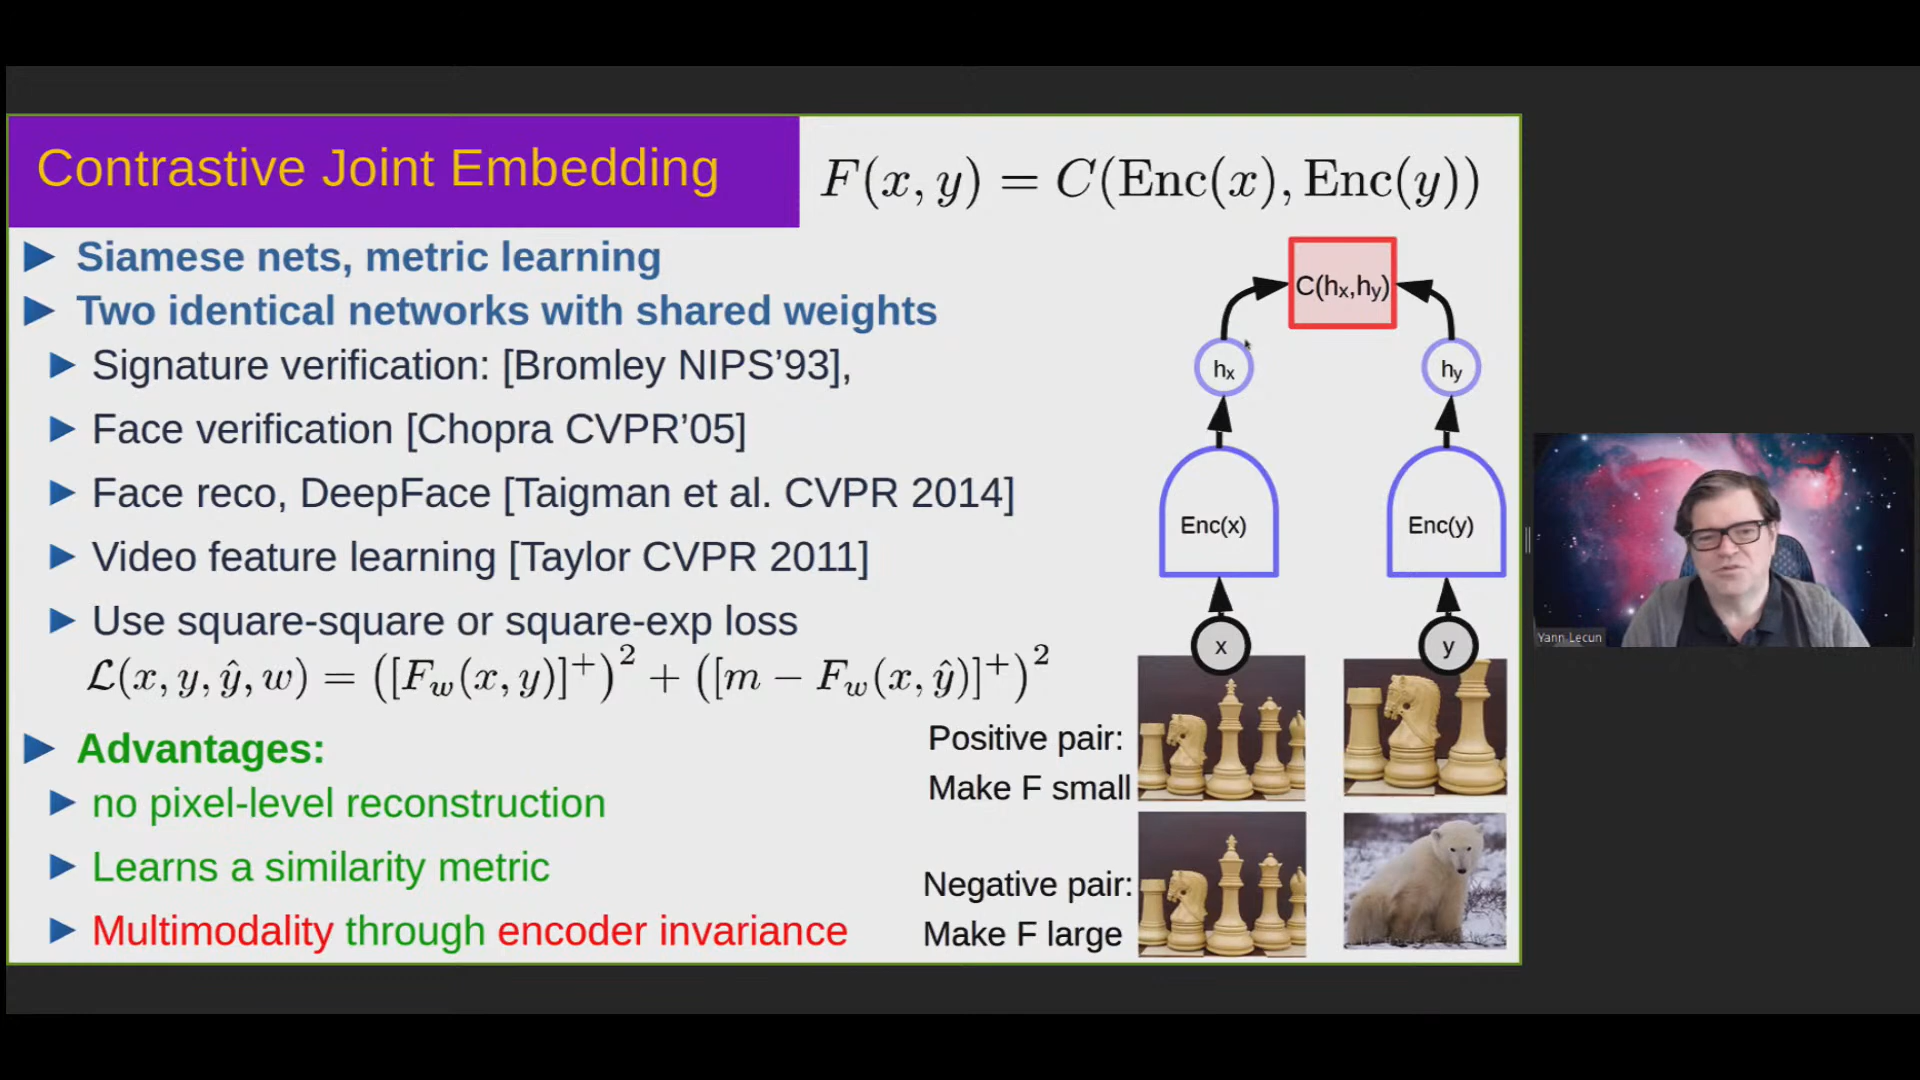 Contrastive Joint Embedding
F(x, y) = C(Enc(x), Enc(y))
Siamese nets, metric learning
Two identical networks with shared weights
Signature verification: [Bromley NIPS’93],
Face verification [Chopra CVPR’05]
Face reco, DeepFace [Taigman et al. CVPR 2014]
Video feature learning [Taylor CVPR 2011]
Use square-square or square-exp loss
ℒ(x, y, ŷ, w) = ([F_w(x, y)]⁺)² + ([m − F_w(x, ŷ)]⁺)²
Advantages:
no pixel-level reconstruction
Learns a similarity metric
Multimodality through encoder invariance
C(hₓ,h_y)
hₓ
h_y
Enc(x)
Enc(y)
x
y
Positive pair:
Make F small
Negative pair:
Make F large
Yann Lecun